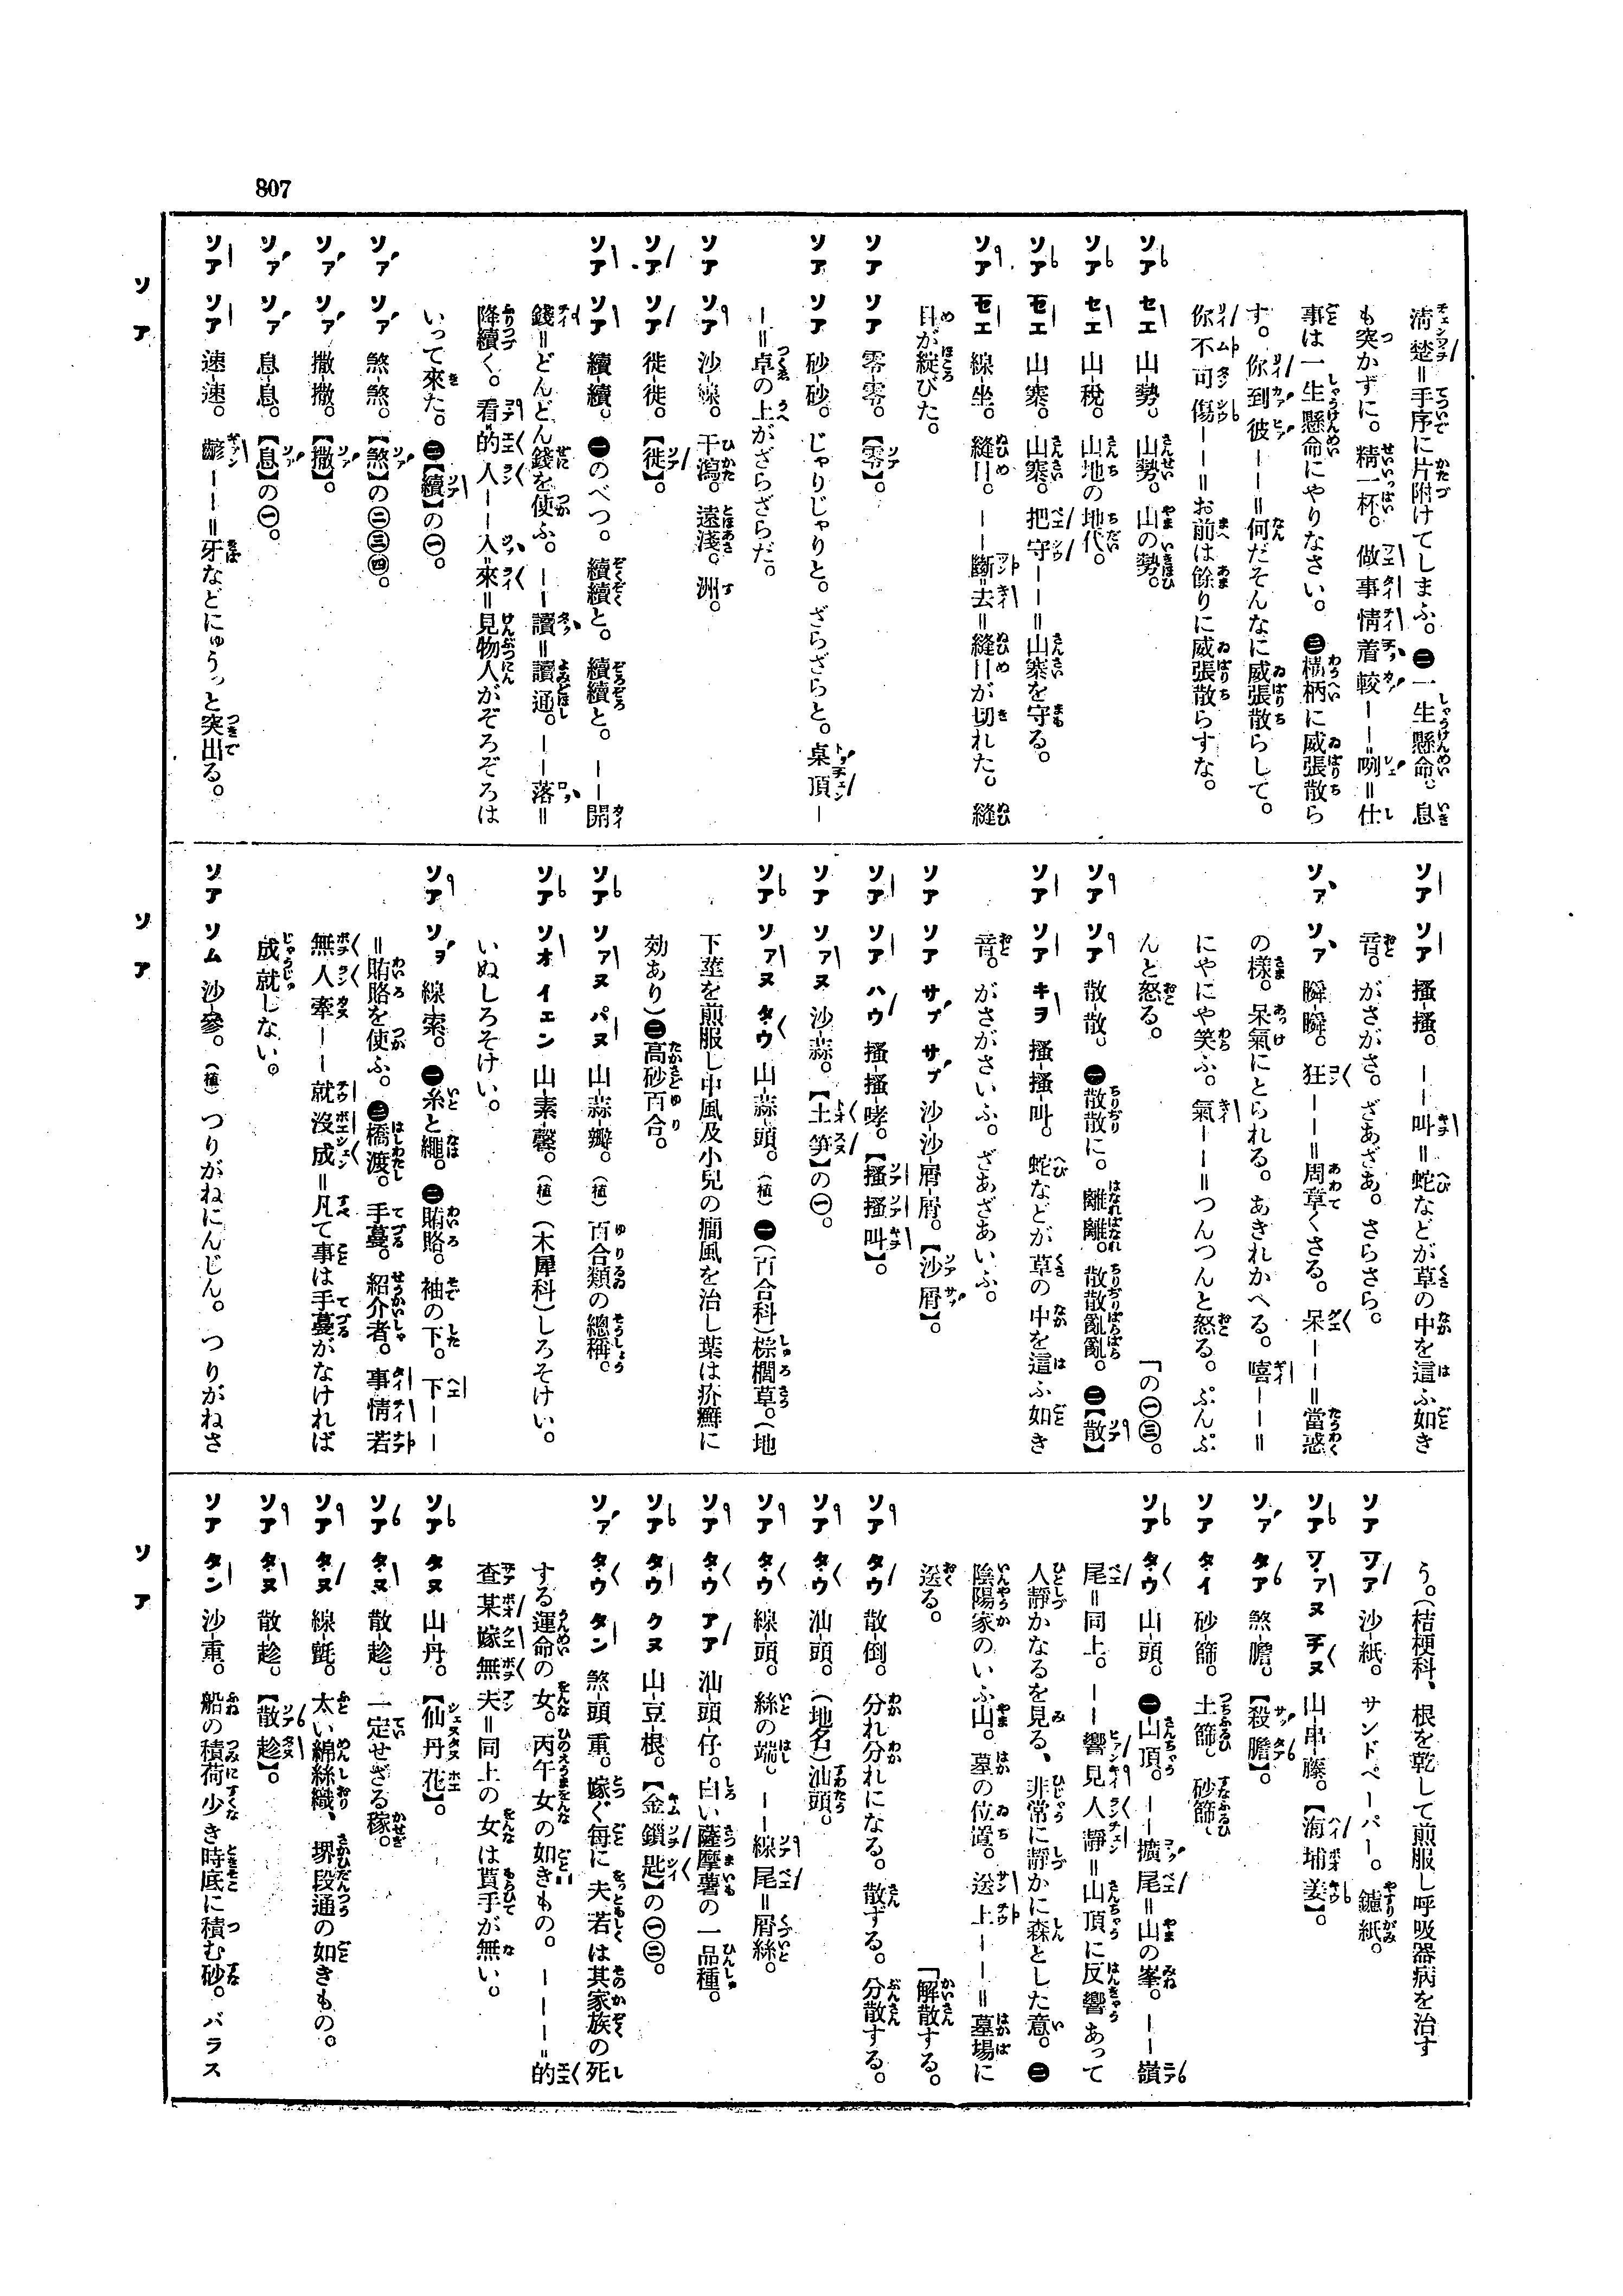 807
淸楚＝手序に片附けてしまふ。㊁一生懸命。息
も突かずに。精一杯。做事情着較－－＝咧＝仕
事は一生懸命にやりなさい。㊂橫柄に威張散ら
す。你到彼－－＝何だそんなに威張散らして。
你不可傷－－＝お前は餘りに威張散らすな。
ソア セエ 山勢。山勢。山の勢。
ソア セエ 山稅。山地の地代。
ソア セエ 山寨。山寨。把守－－＝山寨を守る。
ソア セエ 線坐。縫目。－－斷去＝縫目が切れた。縫
目が綻びた。
ソア ソア 零零。【零】。
ソア ソア 砂砂。じゃりじゃりと。ざらざらと。桌頂－
－＝卓の上がざらざらだ。
ソア ソア 沙線。干瀉。遠淺。洲。
ソア ソア 徙徙。【徙】。
ソア ソア 續續。㊀のべつ。續續と。續續と。－－開
錢＝どんどん錢を使ふ。－－讀＝讀通。－－落＝
降續く。看的人－－入來＝見物人がぞろぞろは
いって來た。㊁【續】の㊀。
ソァ ソァ 煞煞。【煞】の㊁㊂㊃。
ソァ ソァ 撒撒。【撒】。
ソァ ソァ 息息。【息】の㊀。
ソア ソア 速速。齴－－＝牙などにゅうっと突出る。
ソア
ソア ソア 搔搔。－－叫＝蛇などが草の中を這ふ如き
音。がさがさ。ざあざあ。さらさら。
ソァ ソァ 瞬瞬。狂－－＝周章くさる。呆－－＝當惑
の樣。呆氣にとられる。あきれかへる。嘻－－＝
にやにや笑ふ。氣－－＝つんつんと怒る。ぷんぷ
んと怒る。「の㊀㊂。
ソア ソア 散散。㊀散散に。離離。散散亂亂。㊁【散】
ソア ソア キヲ 搔搔叫。蛇などが草の中を這ふ如き
音。がさがさいふ。ざあざあいふ。
ソア サプ サプ 沙沙屑屑。【沙屑】。
ソア ソア ハウ 搔搔哮。【搔搔叫】。
ソア ソァヌ 沙蒜。【土笋】の㊀。
ソア ソァヌ タウ 山蒜頭。（植）㊀（百合科）棕櫚草。（地
下莖を煎服し中風及小兒の癎風を治し葉は疥癬に
効あり）㊁高砂百合。
ソア ソァヌ パヌ 山蒜瓣。（植）百合類の總稱。
ソア ソオ イェン 山素馨。（植）（木犀科）しろそけい。
いぬしろそけい。
ソア ソヲ 線索。㊀糸と繩。㊁賄賂。袖の下。下－－
＝賄賂を使ふ。㊂橋渡。手蔓。紹介者。事情若
無人牽－－就沒成＝凡て事は手蔓がなければ
成就しない。
ソア ソム 沙參。（植）つりがねにんじん。つりがねさ
ソア
う。（桔梗科、根を乾して煎服し呼吸器病を治す
ソア ツア 沙紙。サンドペーパー。鑢紙。
ソア ツァヌ チヌ 山串藤。【海埔姜】。
ソァ タア 煞膽。【殺膽】。
ソア タイ 砂篩。土篩。砂篩。
ソア タウ 山頭。㊀山頂。－－擴尾＝山の峯。－－嶺
尾＝同上。－－響見人靜＝山頂に反響あって
人靜かなるを見る、非常に靜かに森とした意。㊁
陰陽家のいふ山。墓の位置。送上－－＝墓場に
送る。「解散する。
ソア タウ 散倒。分れ分れになる。散ずる。分散する。
ソア タウ 汕頭。（地名）汕頭。
ソア タウ 線頭。絲の端。－－線尾＝屑絲。
ソア タウ アア 汕頭仔。白い薩摩薯の一品種。
ソア タウ クヌ 山豆根。【金鎖匙】の㊀㊁。
ソァ タウ タン 煞頭重。嫁ぐ每に夫若は其家族の死
する運命の女。丙午女の如きもの。－－－＝的
查某嫁無夫＝同上の女は貰手が無い。
ソア タヌ 山丹。【仙丹花】。
ソア タヌ 散趁。一定せざる稼。
ソア タヌ 線氈。太い綿絲織、堺段通の如きもの。
ソア タヌ 散趁。【散趁】。
ソア タン 沙重。船の積荷少き時底に積む砂。バラス
ソア